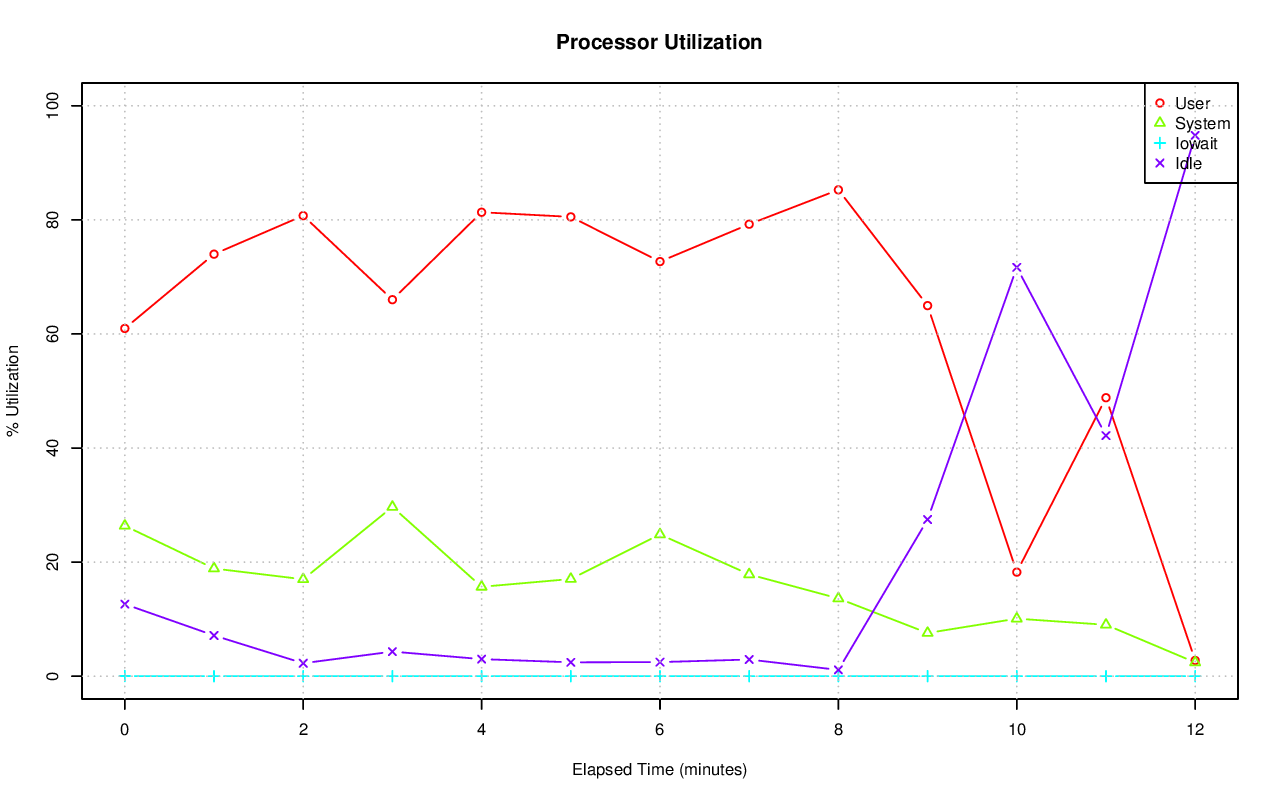 Processor Utilization
100
80
60
40
20
0
% Utilization
User
System
Iowait
Idle
0 2 4 6 8 10 12
Elapsed Time (minutes)